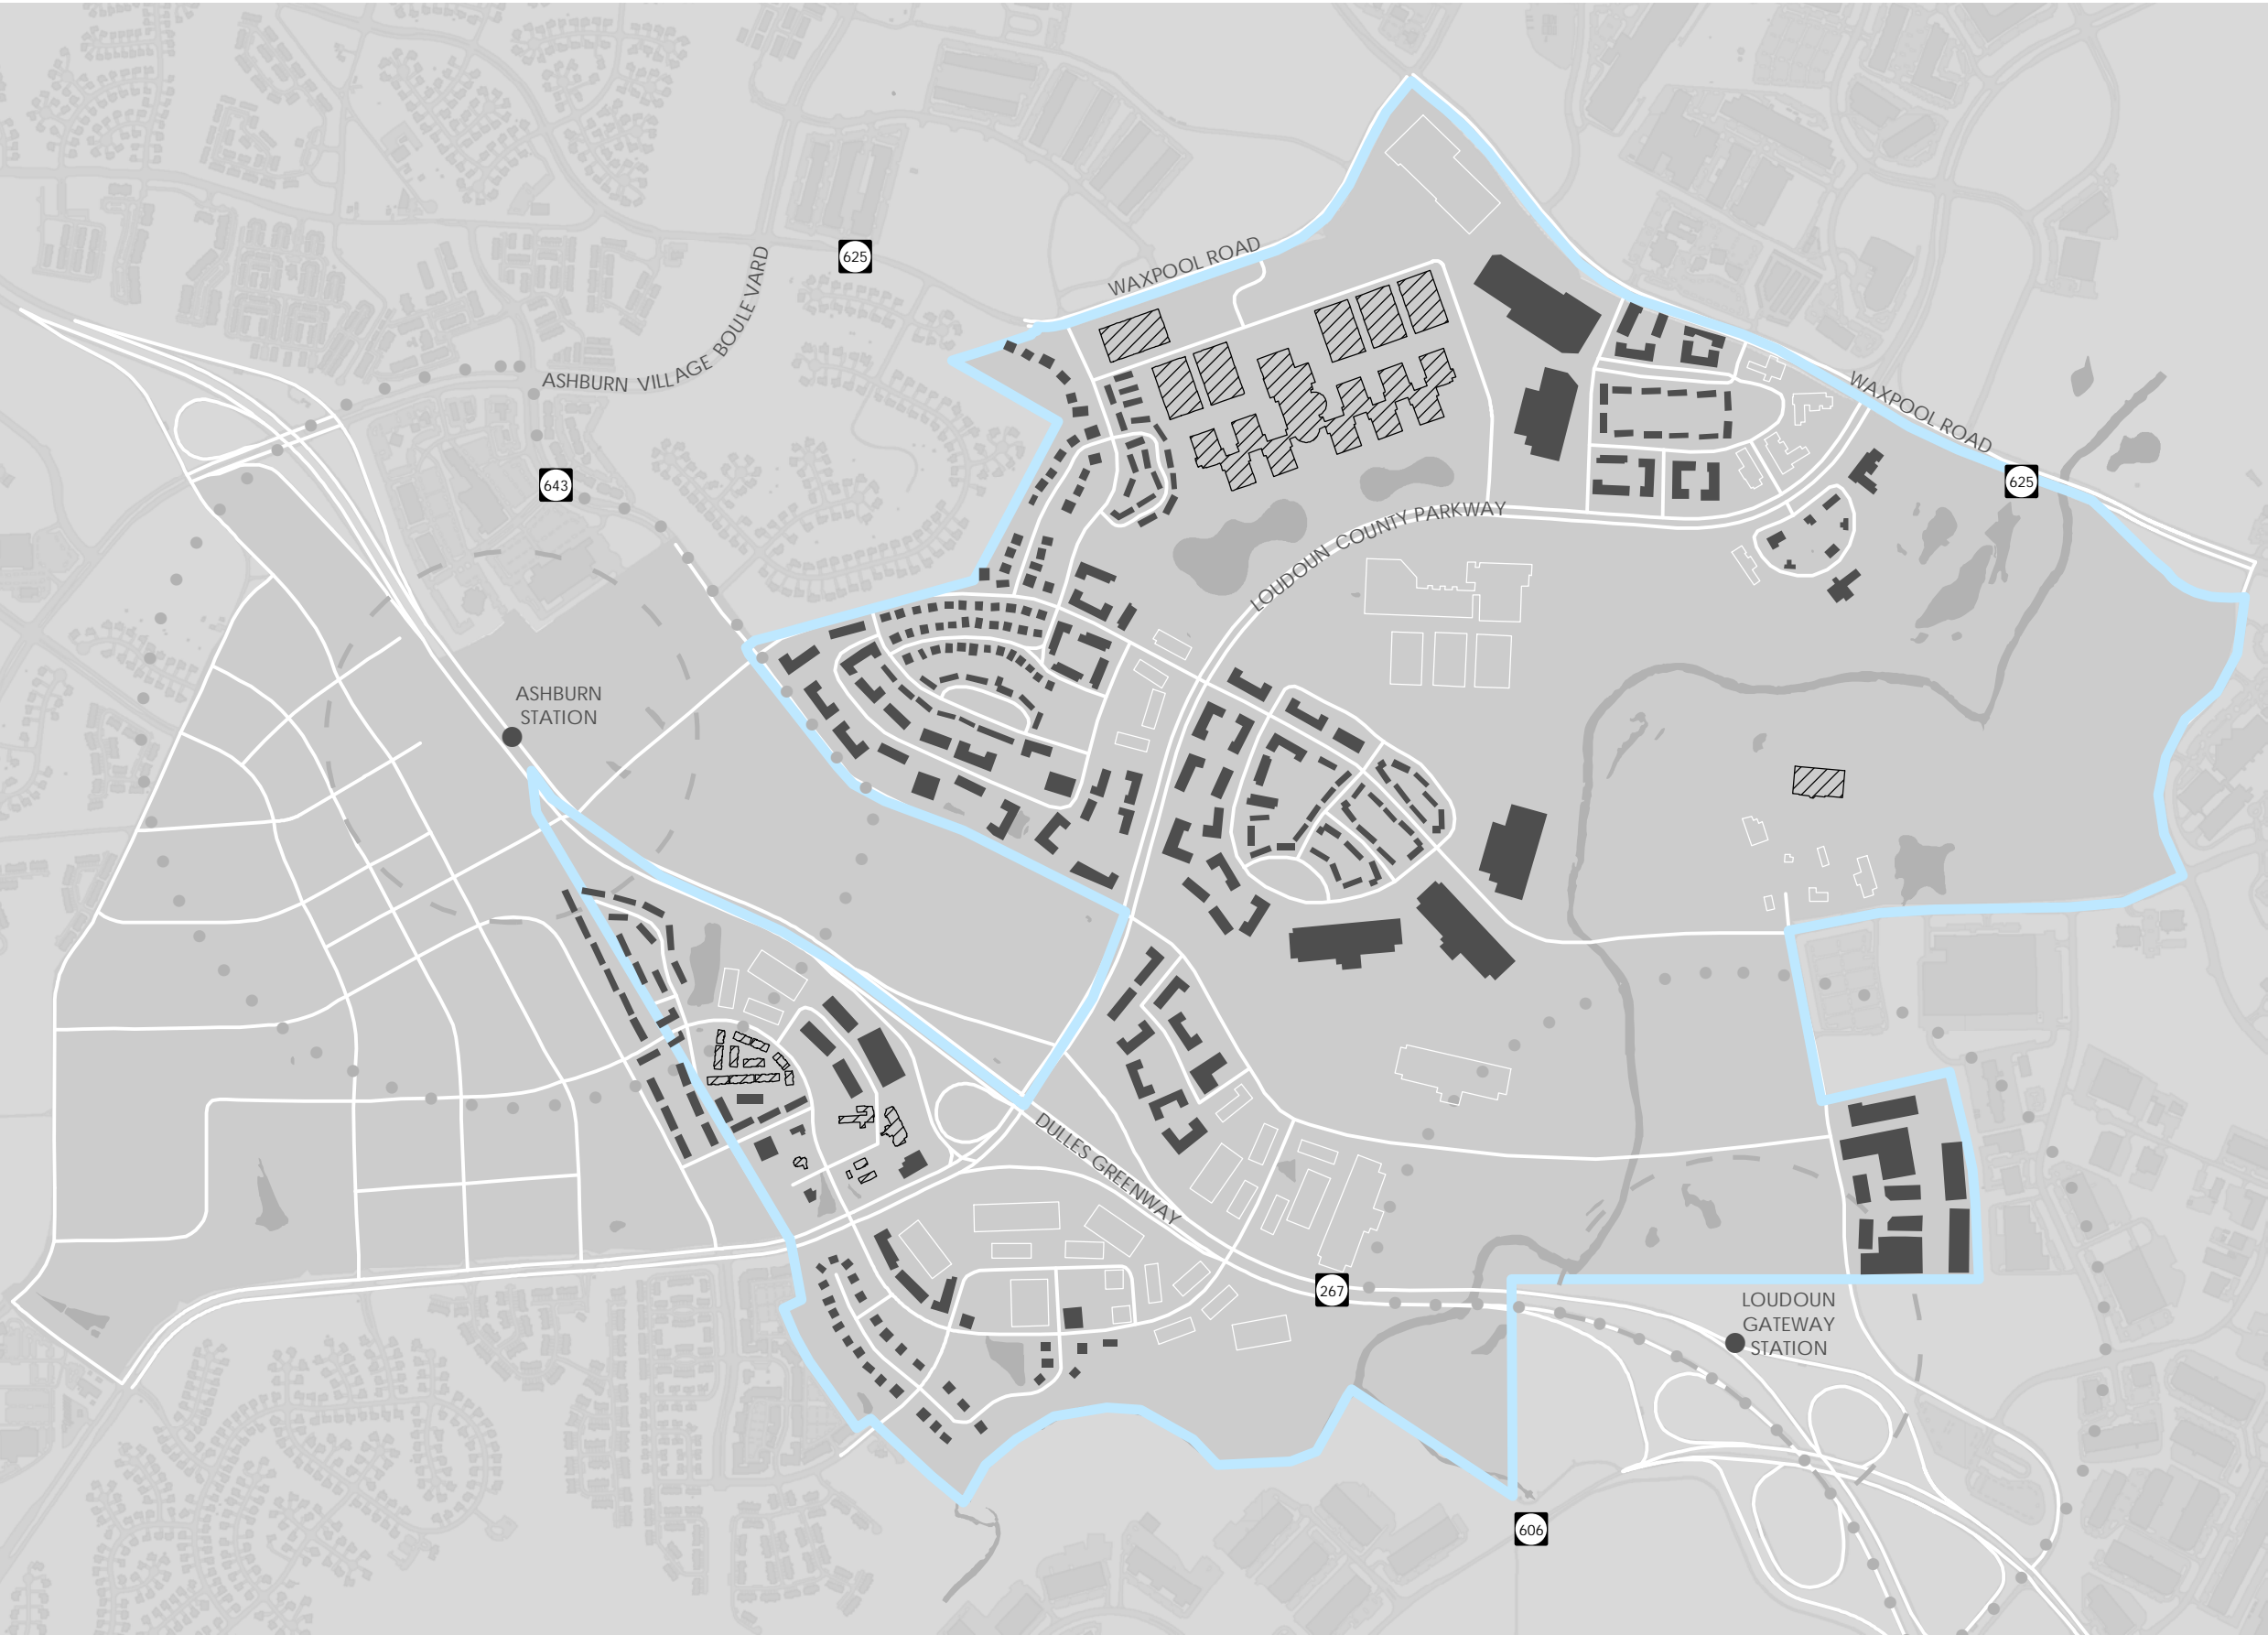 WAXPOOL ROAD
625
ASHBURN VILLAGE BOULEVARD
WAXPOOL ROAD
643
625
LOUDOUN COUNTY PARKWAY
ASHBURN
STATION
DULLES GREENWAY
267
LOUDOUN
GATEWAY
STATION
606